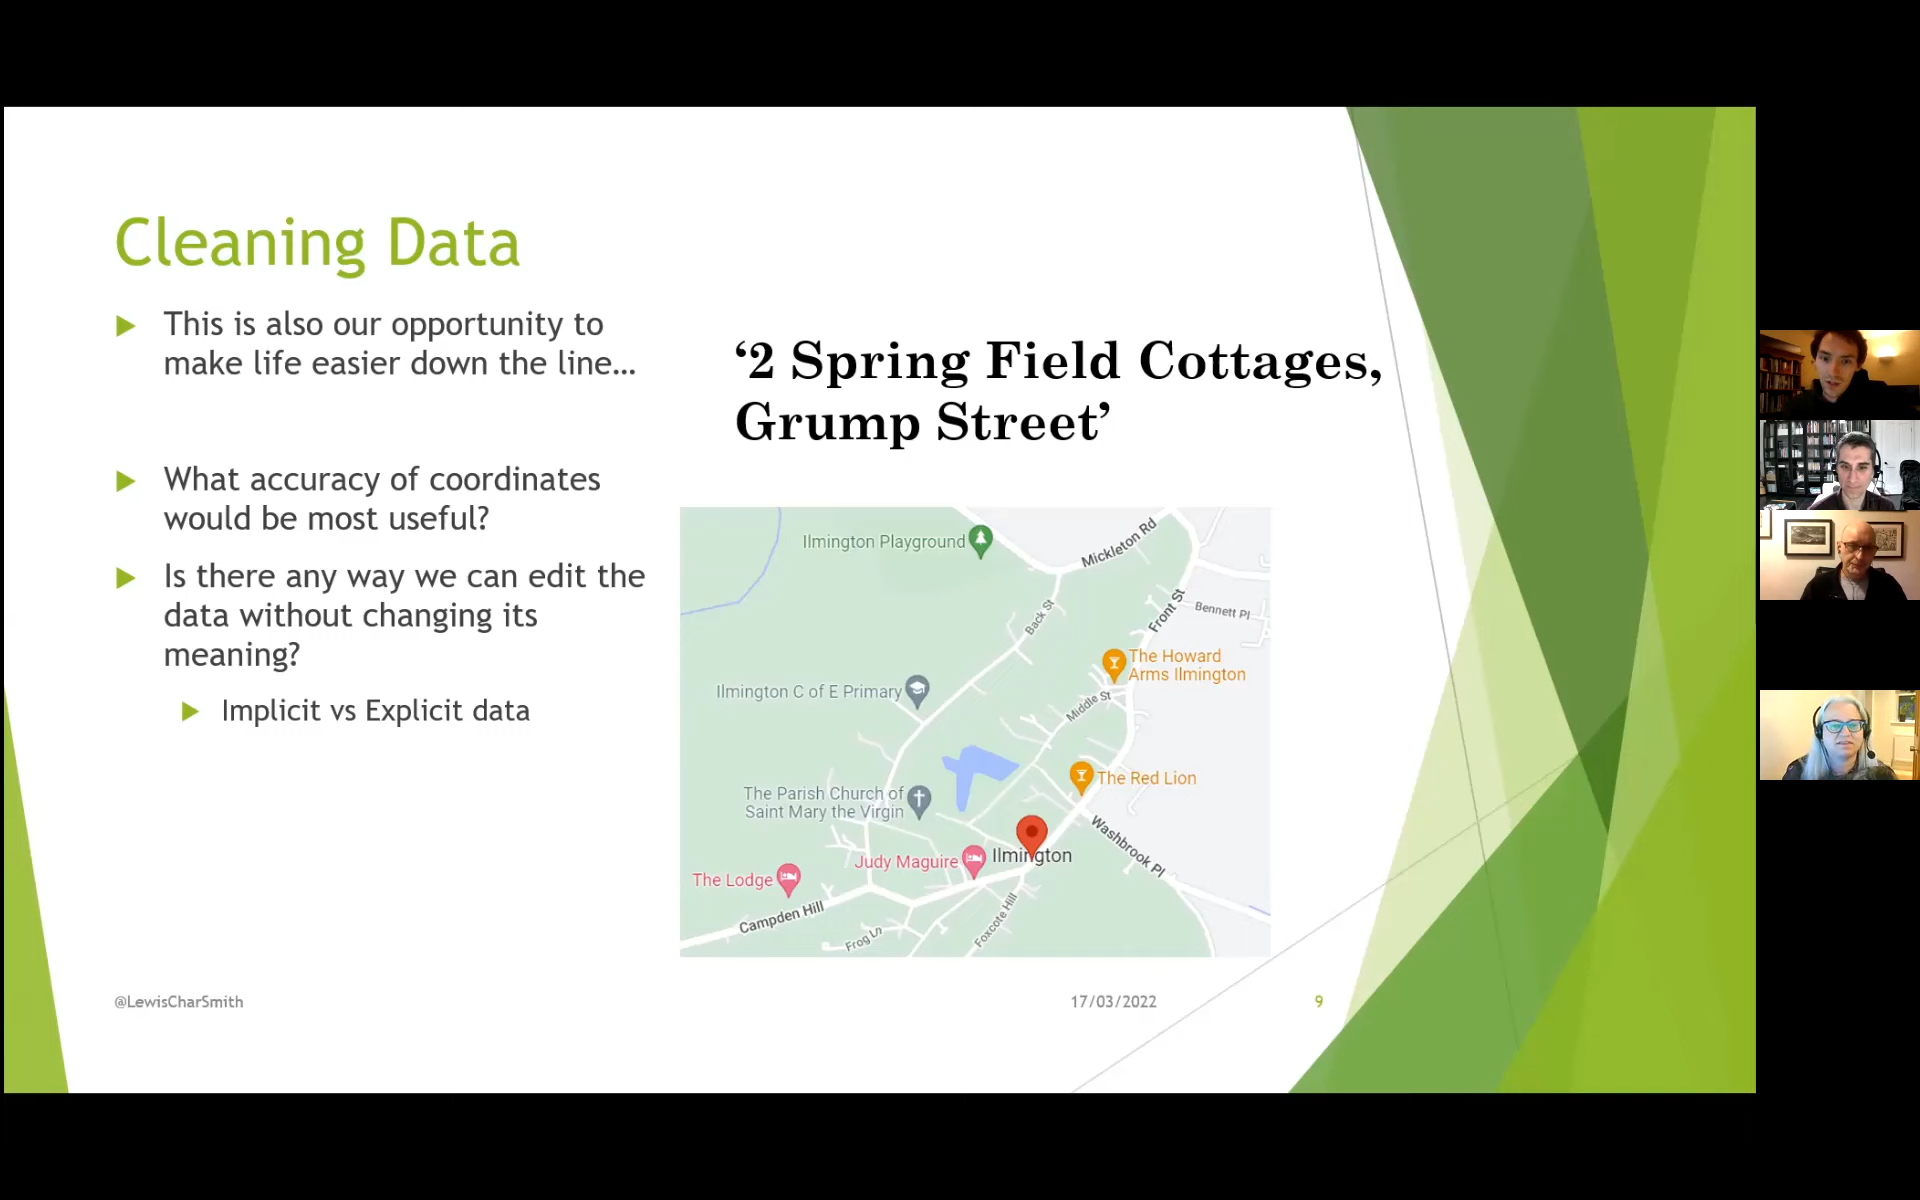 Cleaning Data
This is also our opportunity to
make life easier down the line...
What accuracy of coordinates
would be most useful?
Is there any way we can edit the
data without changing its
meaning?
Implicit vs Explicit data
‘2 Spring Field Cottages,
Grump Street’
Ilmington Playground
Mickleton Rd
Back St
Front St
Bennett Pl
The Howard
Arms Ilmington
Ilmington C of E Primary
Middle St
The Red Lion
The Parish Church of
Saint Mary the Virgin
Washbrook Pl
Judy Maguire
Ilmington
The Lodge
Campden Hill
Frog Ln
Foxcote Hill
@LewisCharSmith
17/03/2022
9